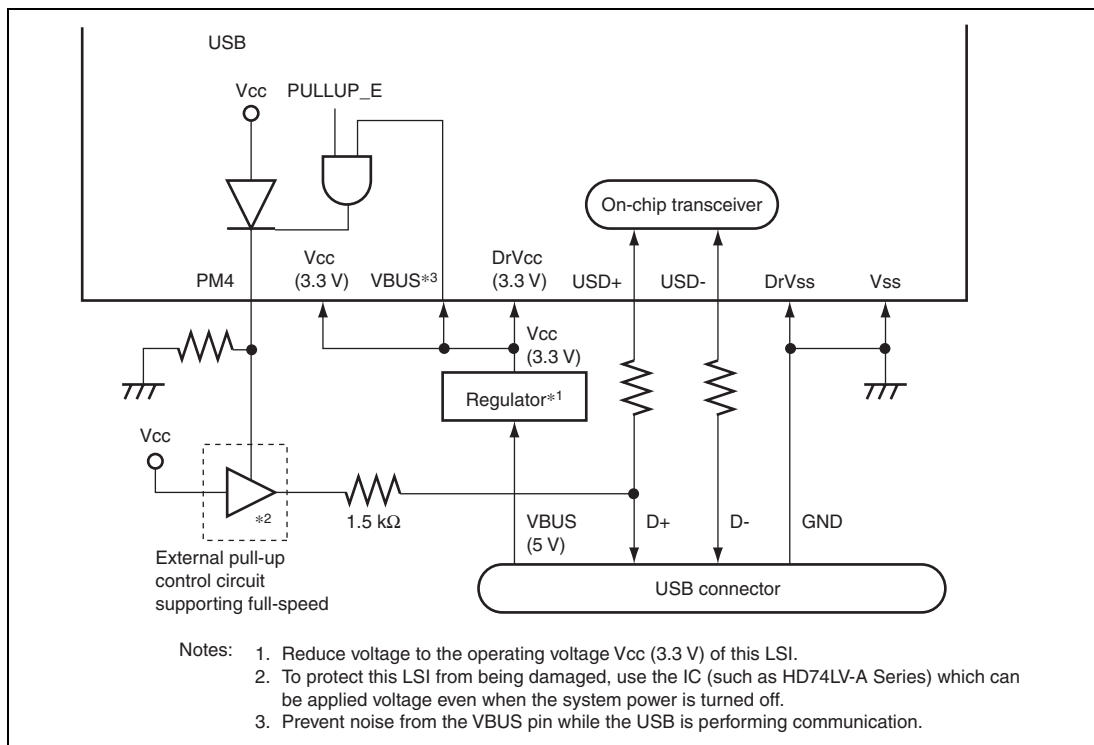 USB
Vcc
PULLUP_E
On-chip transceiver
PM4
Vcc
(3.3 V)
VBUS*3
DrVcc
(3.3 V)
USD+
USD-
DrVss
Vss
Vcc
(3.3 V)
Regulator*1
Vcc
*2
1.5 kΩ
VBUS
(5 V)
D+
D-
GND
External pull-up
control circuit
supporting full-speed
USB connector
Notes: 1. Reduce voltage to the operating voltage Vcc (3.3 V) of this LSI.
2. To protect this LSI from being damaged, use the IC (such as HD74LV-A Series) which can
be applied voltage even when the system power is turned off.
3. Prevent noise from the VBUS pin while the USB is performing communication.